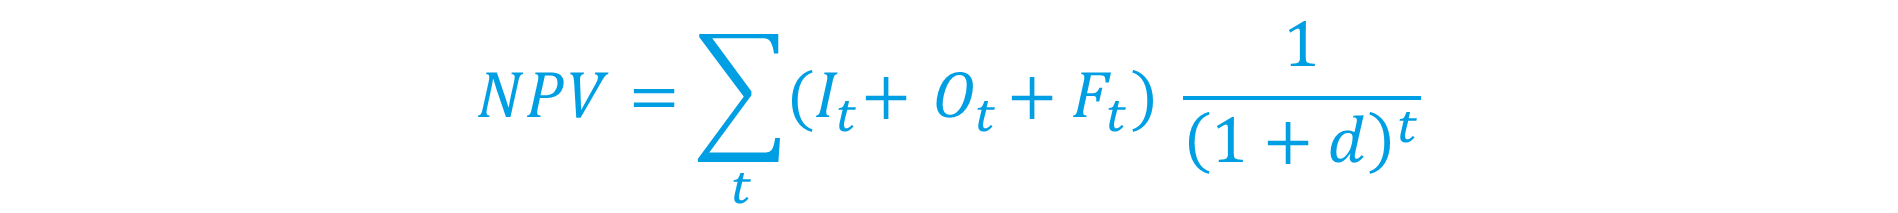 NPV = ∑_t (I_t + O_t + F_t) 1/(1 + d)^t